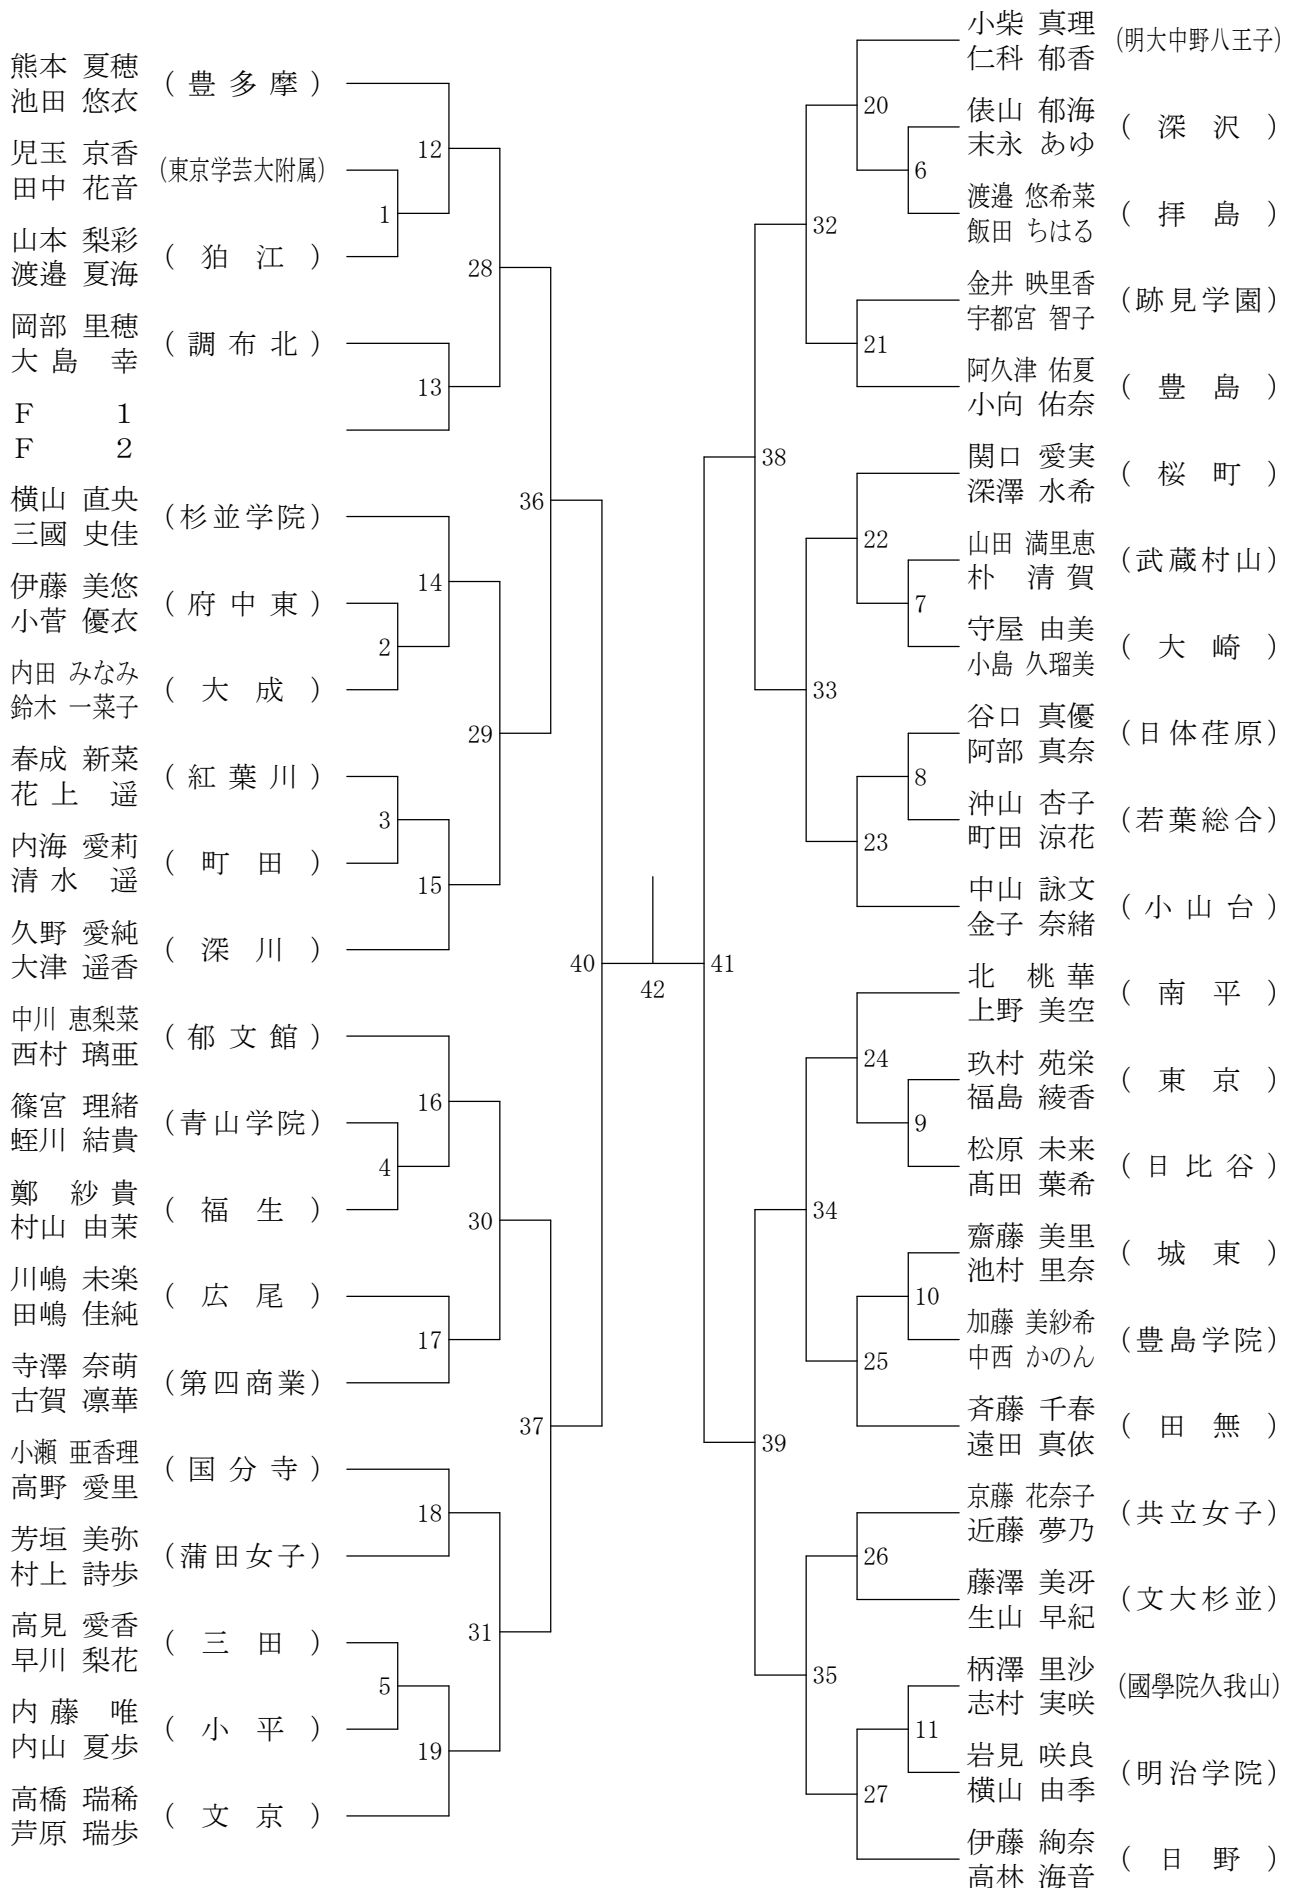 熊本 夏穂
池田 悠衣
(豊多摩)
児玉 京香
田中 花音
(東京学芸大附属)
山本 梨彩
渡邉 夏海
(狛江)
岡部 里穂
大島 幸
(調布北)
F 1
F 2
横山 直央
三國 史佳
(杉並学院)
伊藤 美悠
小菅 優衣
(府中東)
内田 みなみ
鈴木 一菜子
(大成)
春成 新菜
花上 遥
(紅葉川)
内海 愛莉
清水 遥
(町田)
久野 愛純
大津 遥香
(深川)
中川 恵梨菜
西村 璃亜
(郁文館)
篠宮 理緒
蛭川 結貴
(青山学院)
鄭 紗貴
村山 由茉
(福生)
川嶋 未楽
田嶋 佳純
(広尾)
寺澤 奈萌
古賀 凛華
(第四商業)
小瀬 亜香理
高野 愛里
(国分寺)
芳垣 美弥
村上 詩歩
(蒲田女子)
高見 愛香
早川 梨花
(三田)
内藤 唯
内山 夏歩
(小平)
高橋 瑞稀
芦原 瑞歩
(文京)
12
1
28
13
36
14
2
29
3
15
40
16
4
30
17
37
18
31
5
19
42
41
20
6
32
21
38
22
7
33
8
23
24
9
34
10
25
39
26
35
11
27
小柴 真理
仁科 郁香
(明大中野八王子)
俵山 郁海
末永 あゆ
(深沢)
渡邉 悠希菜
飯田 ちはる
(拝島)
金井 映里香
宇都宮 智子
(跡見学園)
阿久津 佑夏
小向 佑奈
(豊島)
関口 愛実
深澤 水希
(桜町)
山田 満里恵
朴 清賀
(武蔵村山)
守屋 由美
小島 久瑠美
(大崎)
谷口 真優
阿部 真奈
(日体荏原)
沖山 杏子
町田 涼花
(若葉総合)
中山 詠文
金子 奈緒
(小山台)
北 桃華
上野 美空
(南平)
玖村 苑栄
福島 綾香
(東京)
松原 未来
髙田 葉希
(日比谷)
齋藤 美里
池村 里奈
(城東)
加藤 美紗希
中西 かのん
(豊島学院)
斉藤 千春
遠田 真依
(田無)
京藤 花奈子
近藤 夢乃
(共立女子)
藤澤 美冴
生山 早紀
(文大杉並)
柄澤 里沙
志村 実咲
(國學院久我山)
岩見 咲良
横山 由季
(明治学院)
伊藤 絢奈
高林 海音
(日野)